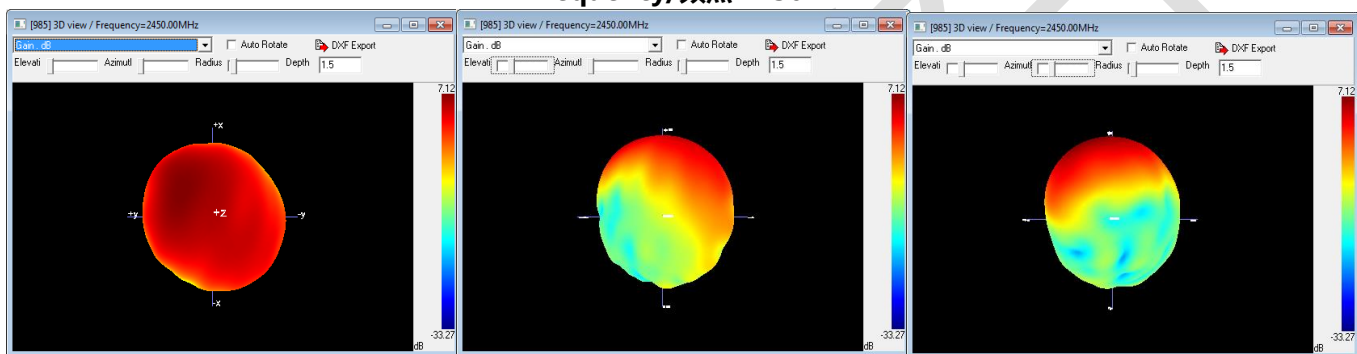 [985] 3D view / Frequency=2450.00MHz
Gain . dB
Auto Rotate
DXF Export
Elevati
Azimutl
Radius
Depth
1.5
7.12
+x
+y
+z
-y
-x
-33.27
dB
[985] 3D view / Frequency=2450.00MHz
Gain . dB
Auto Rotate
DXF Export
Elevati
Azimutl
Radius
Depth
1.5
7.12
-33.27
dB
[985] 3D view / Frequency=2450.00MHz
Gain . dB
Auto Rotate
DXF Export
Elevati
Azimutl
Radius
Depth
1.5
7.12
-33.27
dB